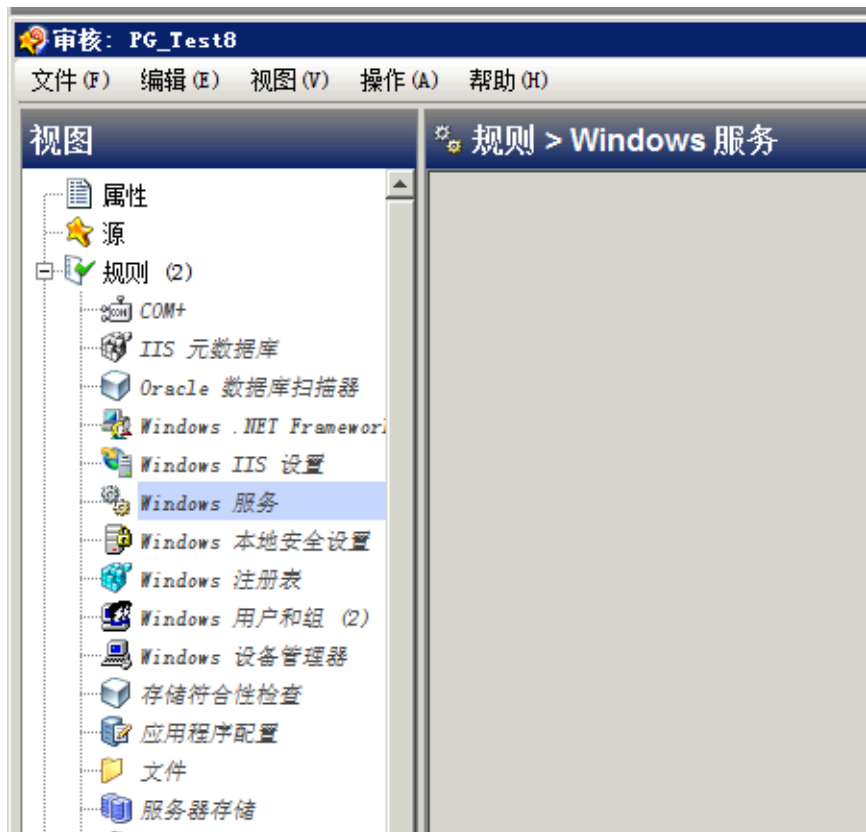 审核: PG_Test8
文件(F) 编辑(E) 视图(V) 操作(A) 帮助(H)
视图
规则 > Windows 服务
属性
源
规则 (2)
COM+
IIS 元数据库
Oracle 数据库扫描器
Windows .NET Framework
Windows IIS 设置
Windows 服务
Windows 本地安全设置
Windows 注册表
Windows 用户和组 (2)
Windows 设备管理器
存储符合性检查
应用程序配置
文件
服务器存储